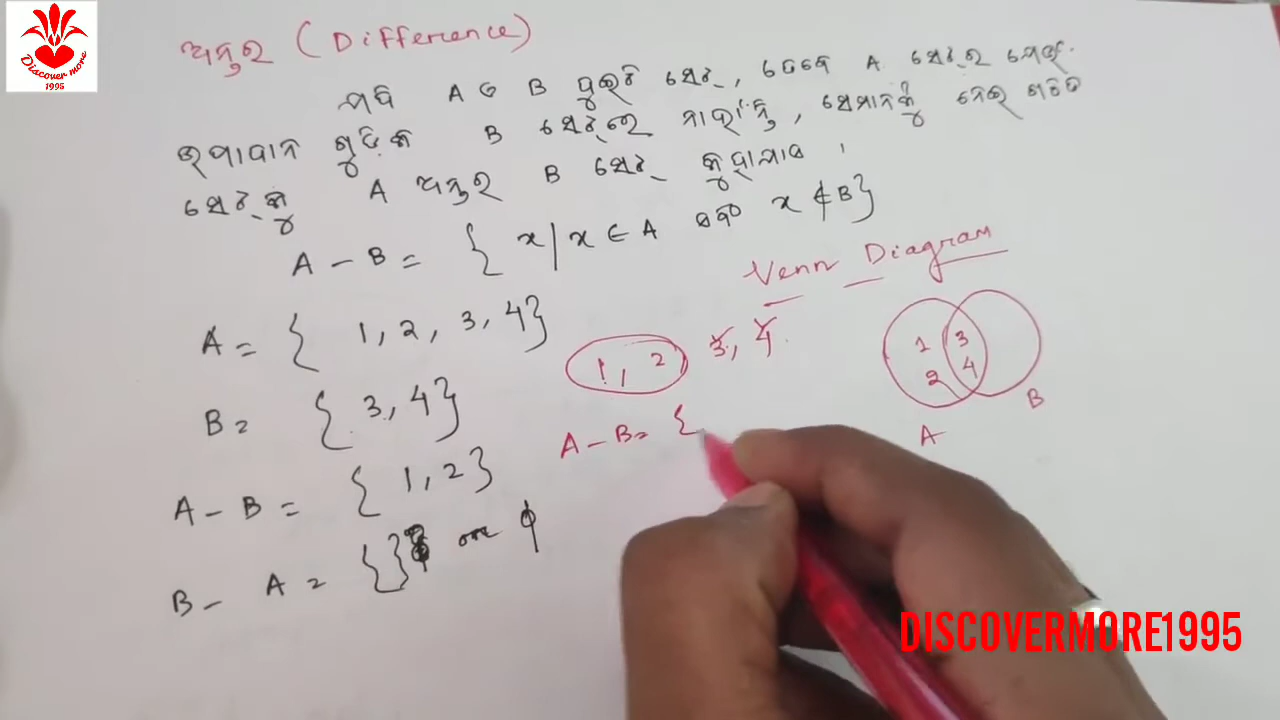 Discover more
1995
ଅନ୍ତର (Difference)
ଯଦି A ଓ B ଦୁଇଟି ସେଟ୍, ତେବେ A ସେଟ୍‌ର ଯେଉଁ
ଉପାଦାନ ଗୁଡ଼ିକ B ସେଟ୍‌ରେ ନାହାଁନ୍ତି, ସେମାନଙ୍କୁ ନେଇ ଗଠିତ
ସେଟ୍‌କୁ A ଅନ୍ତର B ସେଟ୍ କୁହାଯାଏ ।
A - B = { x | x ∈ A ଏବଂ x ∉ B }
Venn Diagram
A = { 1, 2, 3, 4 }
1, 2 3, 4
1 3
2 4
B = { 3, 4 }
B
A
A - B = {
A - B = { 1, 2 }
B - A = { } or ϕ
DISCOVERMORE1995